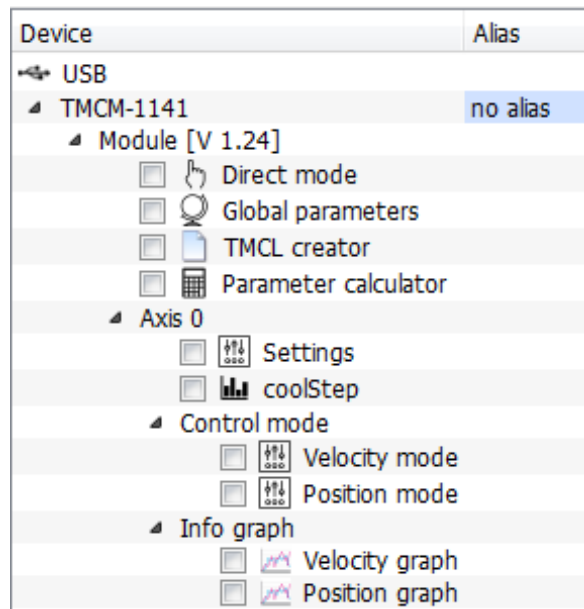 Device Alias
USB
TMCM-1141 no alias
Module [V 1.24]
Direct mode
Global parameters
TMCL creator
Parameter calculator
Axis 0
Settings
coolStep
Control mode
Velocity mode
Position mode
Info graph
Velocity graph
Position graph